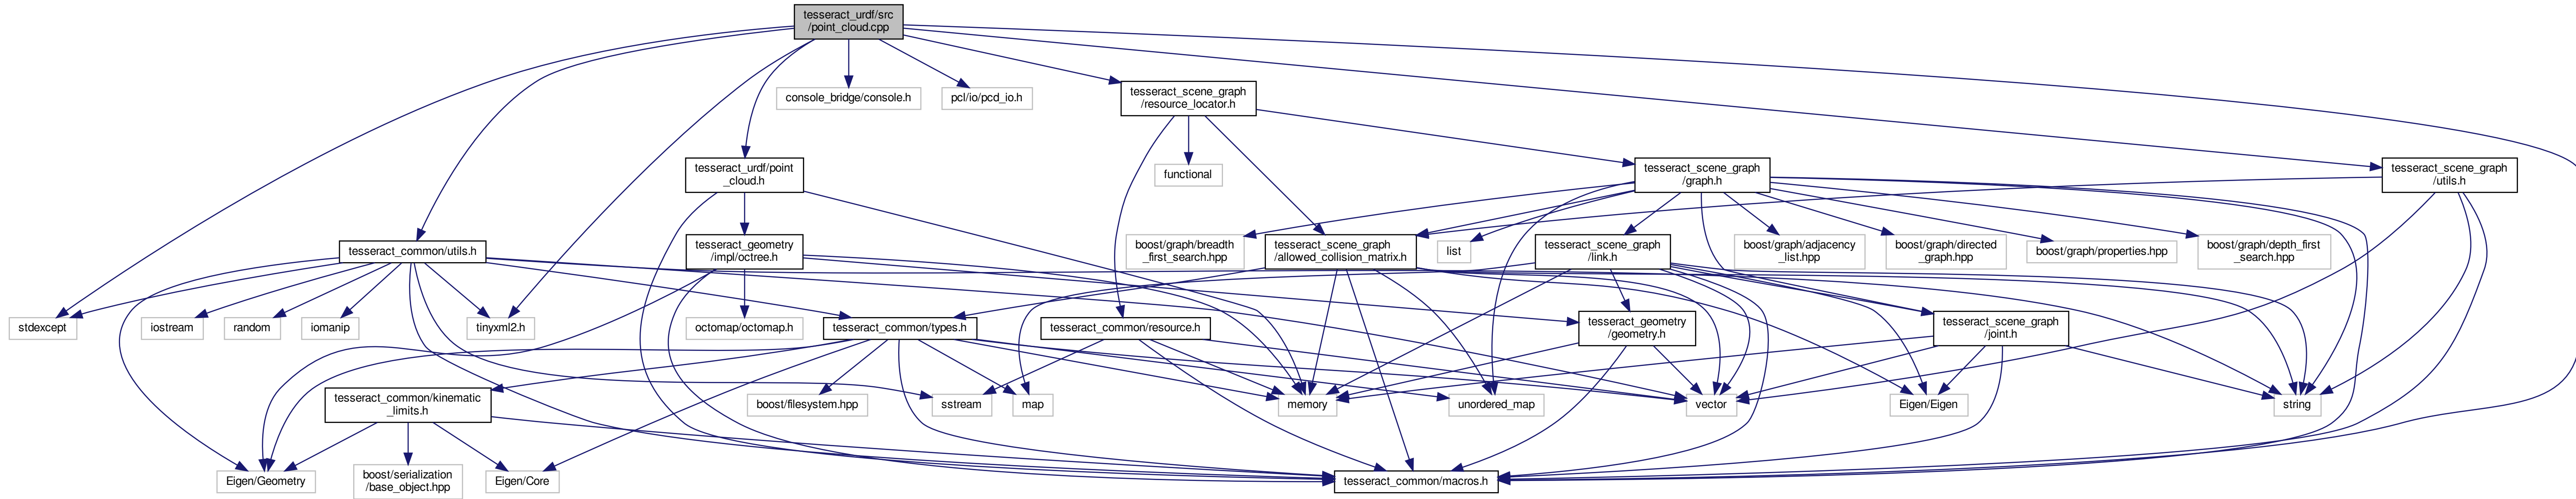 tesseract_urdf/src
/point_cloud.cpp
console_bridge/console.h
pcl/io/pcd_io.h
tesseract_scene_graph
/resource_locator.h
tesseract_urdf/point
_cloud.h
functional
tesseract_scene_graph
/graph.h
tesseract_scene_graph
/utils.h
tesseract_common/utils.h
tesseract_geometry
/impl/octree.h
boost/graph/breadth
_first_search.hpp
tesseract_scene_graph
/allowed_collision_matrix.h
list
tesseract_scene_graph
/link.h
boost/graph/adjacency
_list.hpp
boost/graph/directed
_graph.hpp
boost/graph/properties.hpp
boost/graph/depth_first
_search.hpp
stdexcept
iostream
random
iomanip
tinyxml2.h
octomap/octomap.h
tesseract_common/types.h
tesseract_common/resource.h
tesseract_geometry
/geometry.h
tesseract_scene_graph
/joint.h
tesseract_common/kinematic
_limits.h
boost/filesystem.hpp
sstream
map
memory
unordered_map
vector
Eigen/Eigen
string
Eigen/Geometry
boost/serialization
/base_object.hpp
Eigen/Core
tesseract_common/macros.h